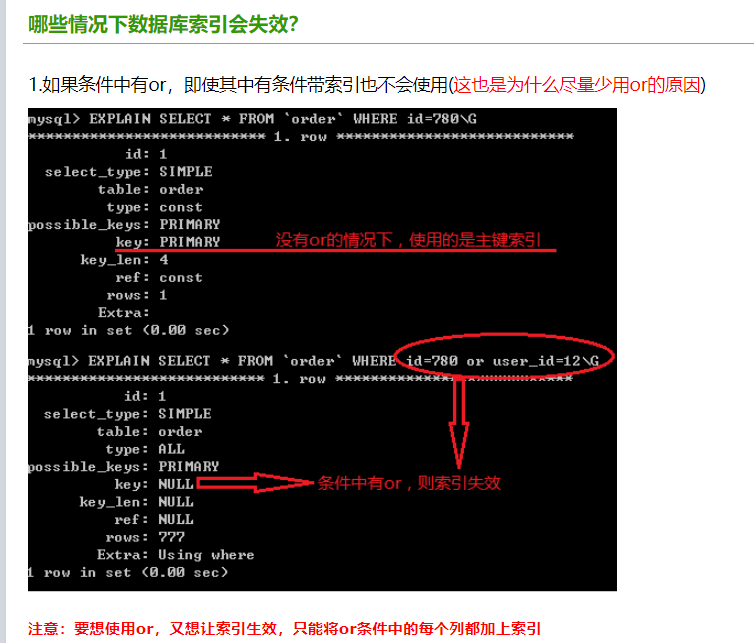 哪些情况下数据库索引会失效？
1.如果条件中有or，即使其中有条件带索引也不会使用(这也是为什么尽量少用or的原因)
mysql> EXPLAIN SELECT * FROM `order` WHERE id=780\G
*************************** 1. row ***************************
id: 1
select_type: SIMPLE
table: order
type: const
possible_keys: PRIMARY
key: PRIMARY 没有or的情况下，使用的是主键索引
key_len: 4
ref: const
rows: 1
Extra:
1 row in set (0.00 sec)
mysql> EXPLAIN SELECT * FROM `order` WHERE id=780 or user_id=12\G
*************************** 1. row ***************************
id: 1
select_type: SIMPLE
table: order
type: ALL
possible_keys: PRIMARY
key: NULL 条件中有or，则索引失效
key_len: NULL
ref: NULL
rows: 777
Extra: Using where
1 row in set (0.00 sec)
注意：要想使用or，又想让索引生效，只能将or条件中的每个列都加上索引